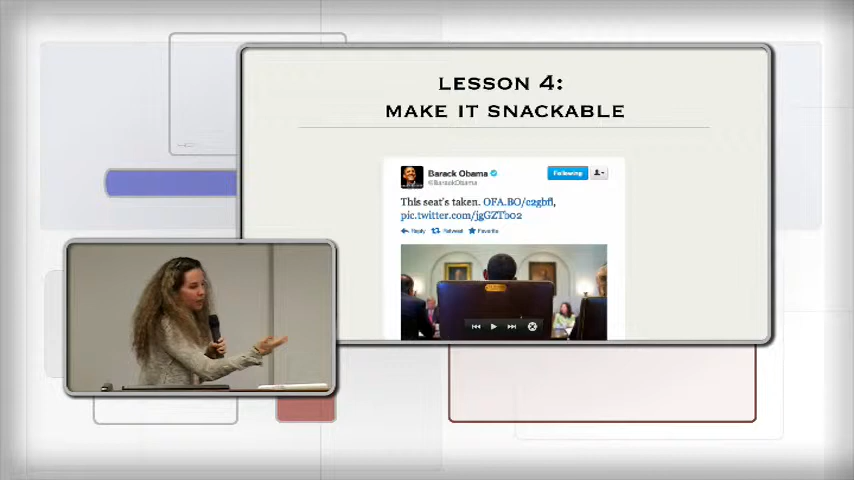 LESSON 4:
MAKE IT SNACKABLE
Barack Obama
@BarackObama
Following
This seat's taken. OFA.BO/c2gbfl,
pic.twitter.com/jgGZTb02
Reply Retweet Favorite